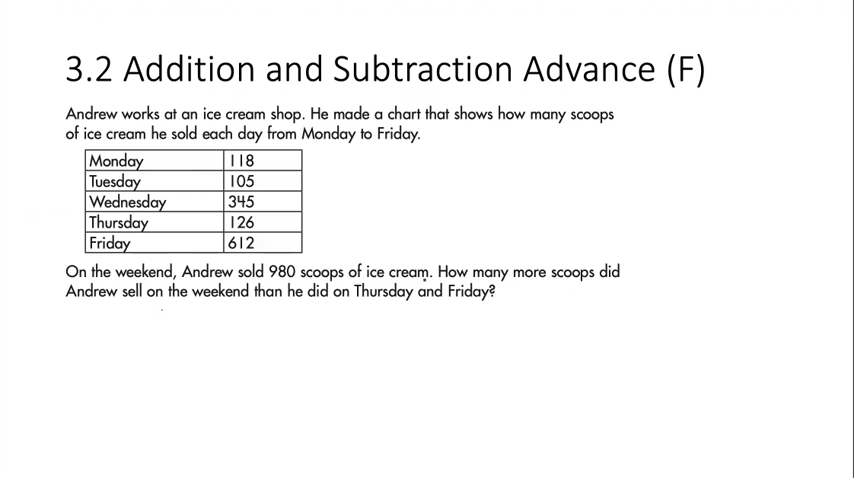 3.2 Addition and Subtraction Advance (F)
Andrew works at an ice cream shop. He made a chart that shows how many scoops
of ice cream he sold each day from Monday to Friday.
Monday 118
Tuesday 105
Wednesday 345
Thursday 126
Friday 612
On the weekend, Andrew sold 980 scoops of ice cream. How many more scoops did
Andrew sell on the weekend than he did on Thursday and Friday?